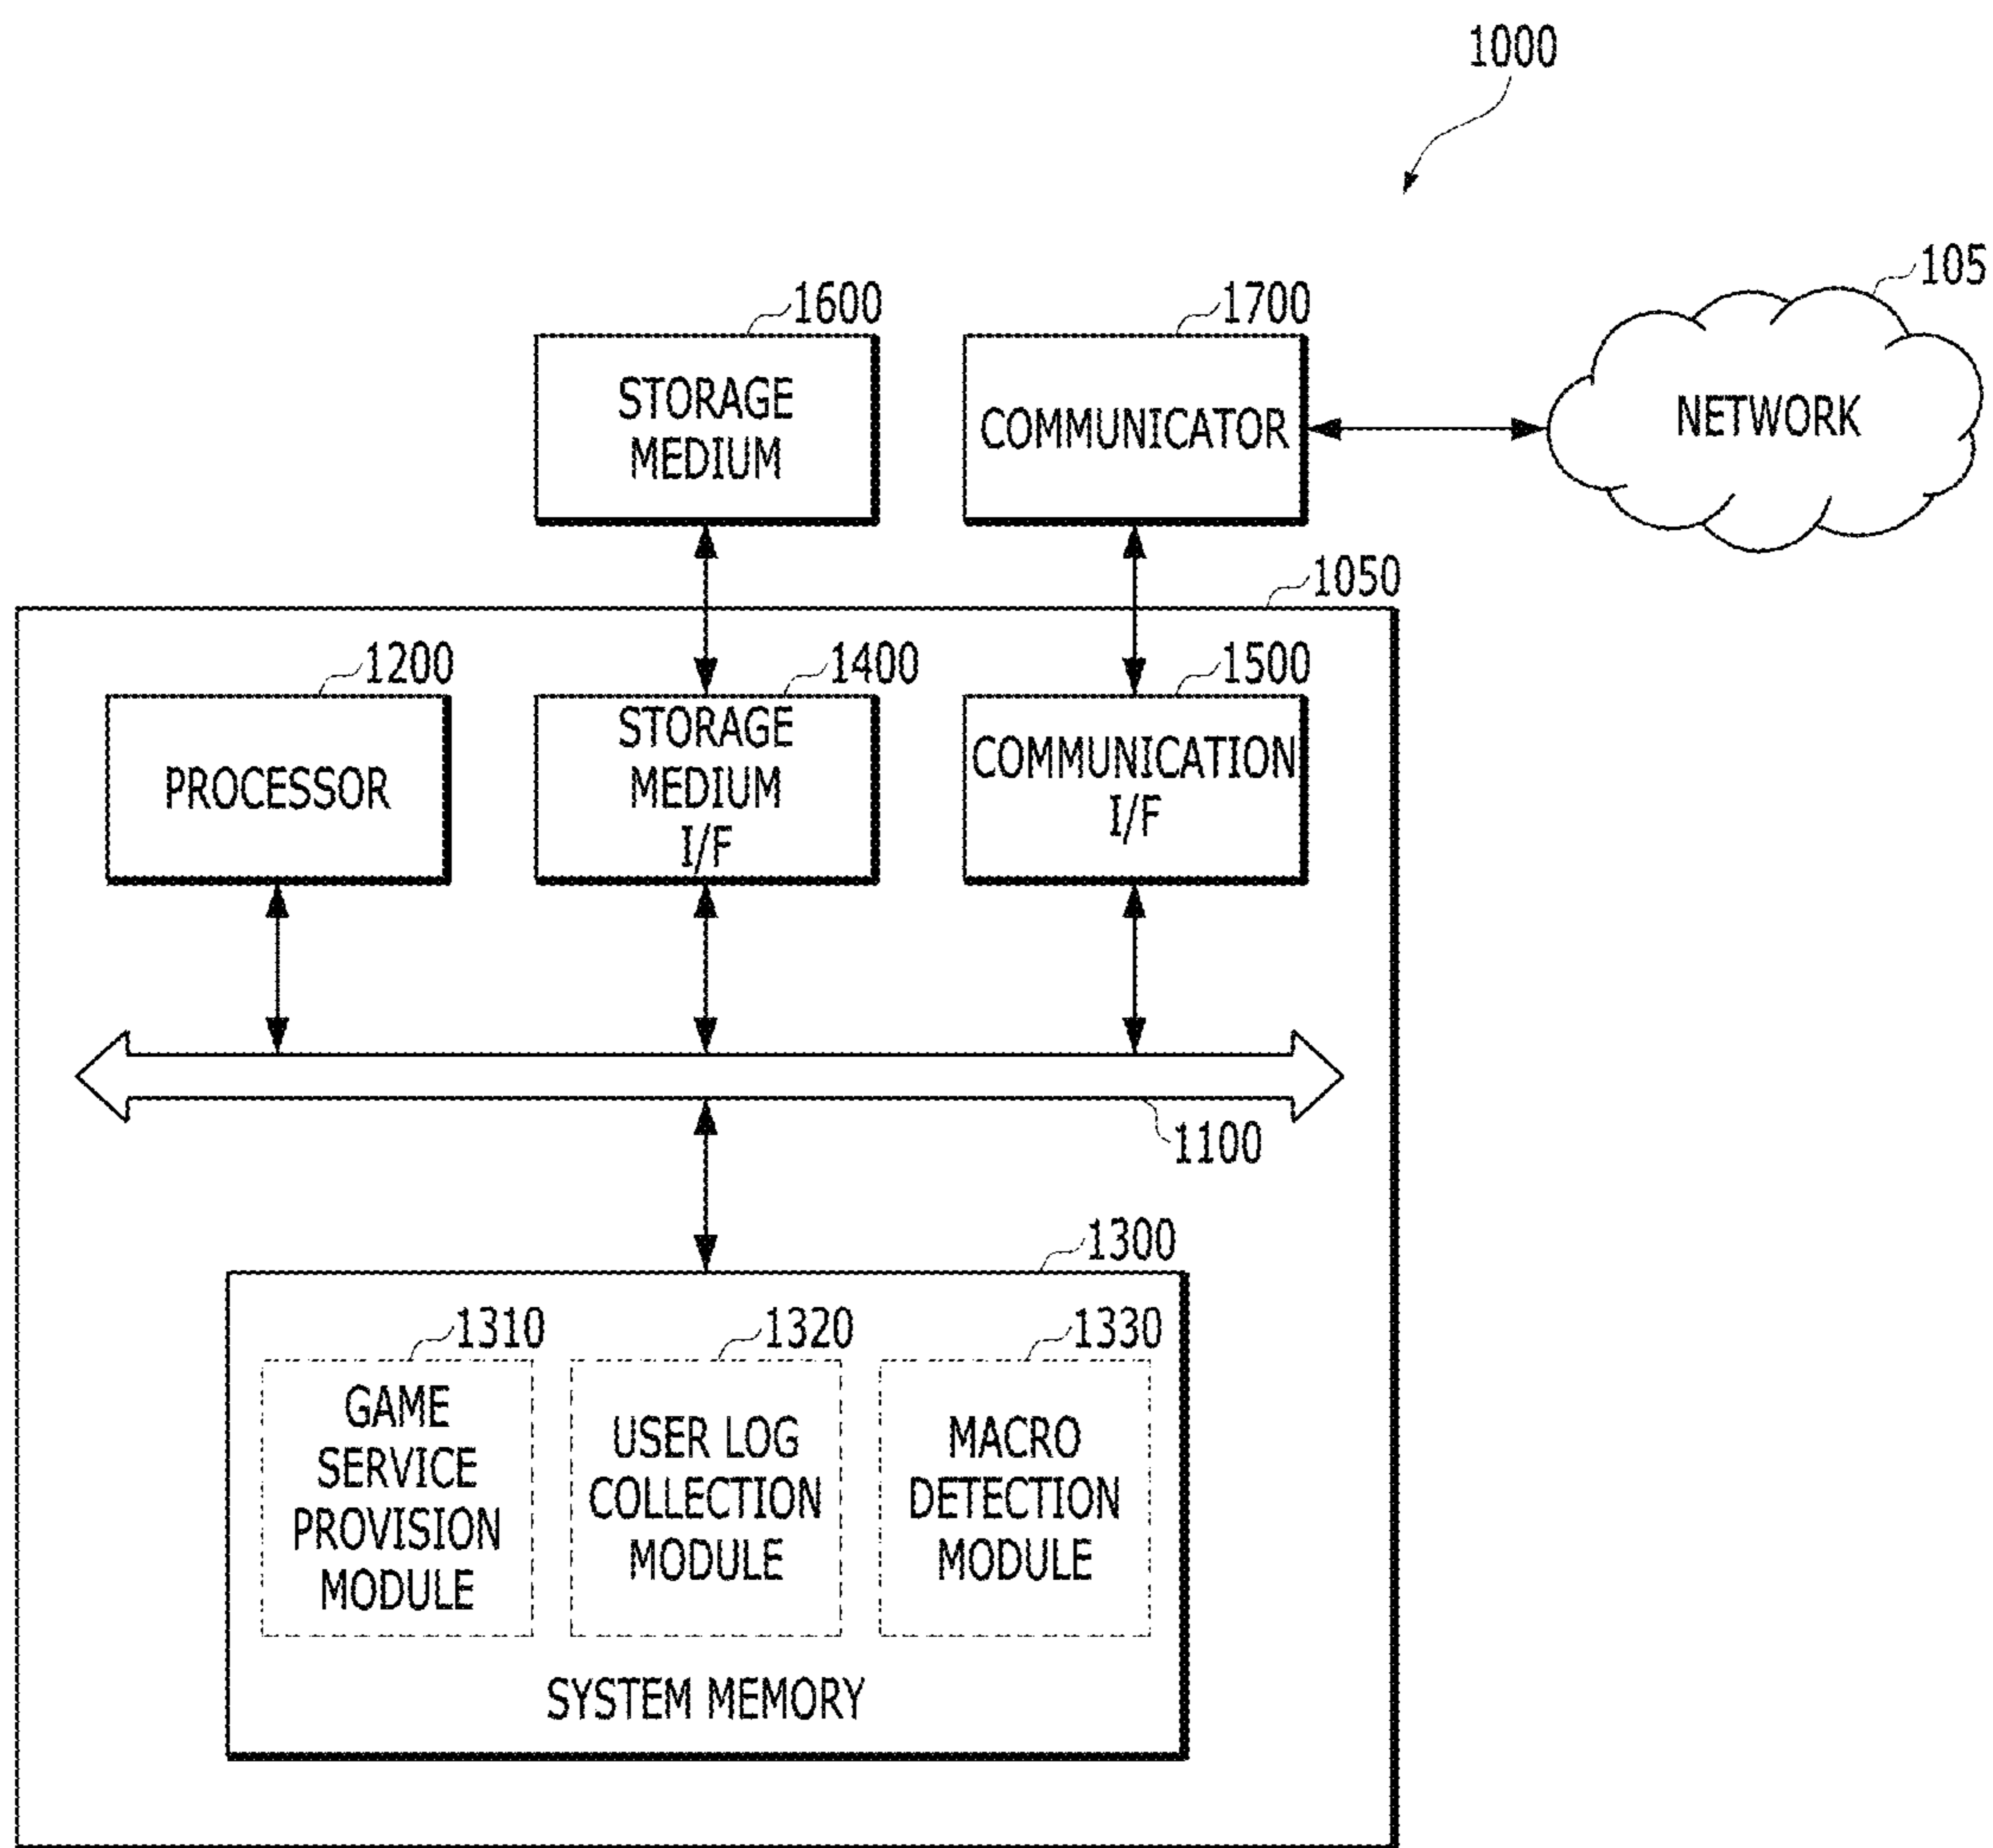 1000
105
1600
1700
STORAGE
MEDIUM
COMMUNICATOR
NETWORK
1050
1200
1400
1500
PROCESSOR
STORAGE
MEDIUM
I/F
COMMUNICATION
I/F
1100
1300
1310
1320
1330
GAME
SERVICE
PROVISION
MODULE
USER LOG
COLLECTION
MODULE
MACRO
DETECTION
MODULE
SYSTEM MEMORY